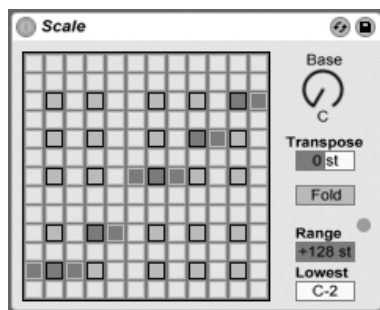 Scale
Base
C
Transpose
0 st
Fold
Range
+128 st
Lowest
C-2